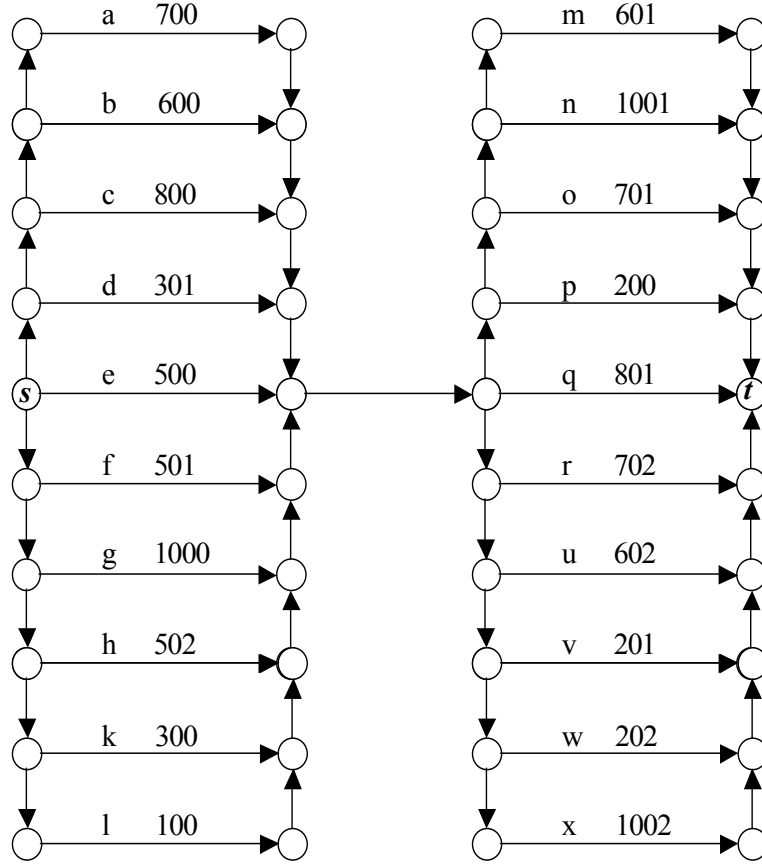 a 700 m 601
b 600 n 1001
c 800 o 701
d 301 p 200
s e 500 q 801 t
f 501 r 702
g 1000 u 602
h 502 v 201
k 300 w 202
l 100 x 1002